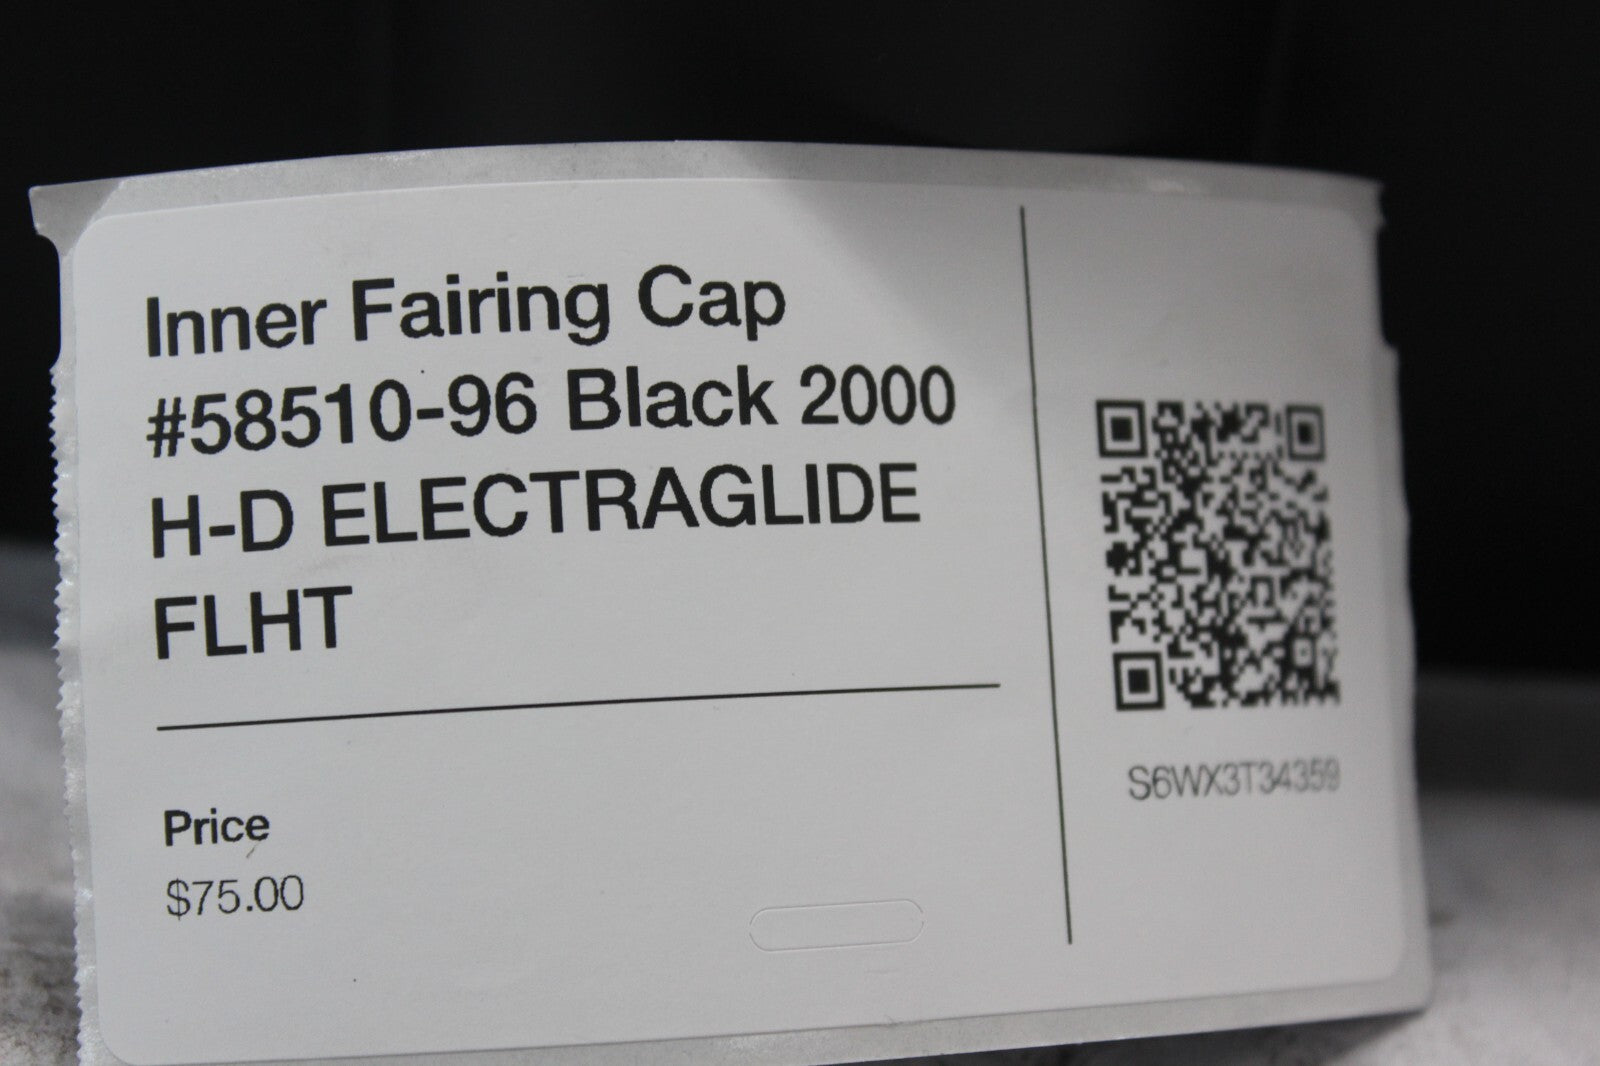 Inner Fairing Cap
#58510-96 Black 2000
H-D ELECTRAGLIDE
FLHT
Price
$75.00
S6WX3T34359